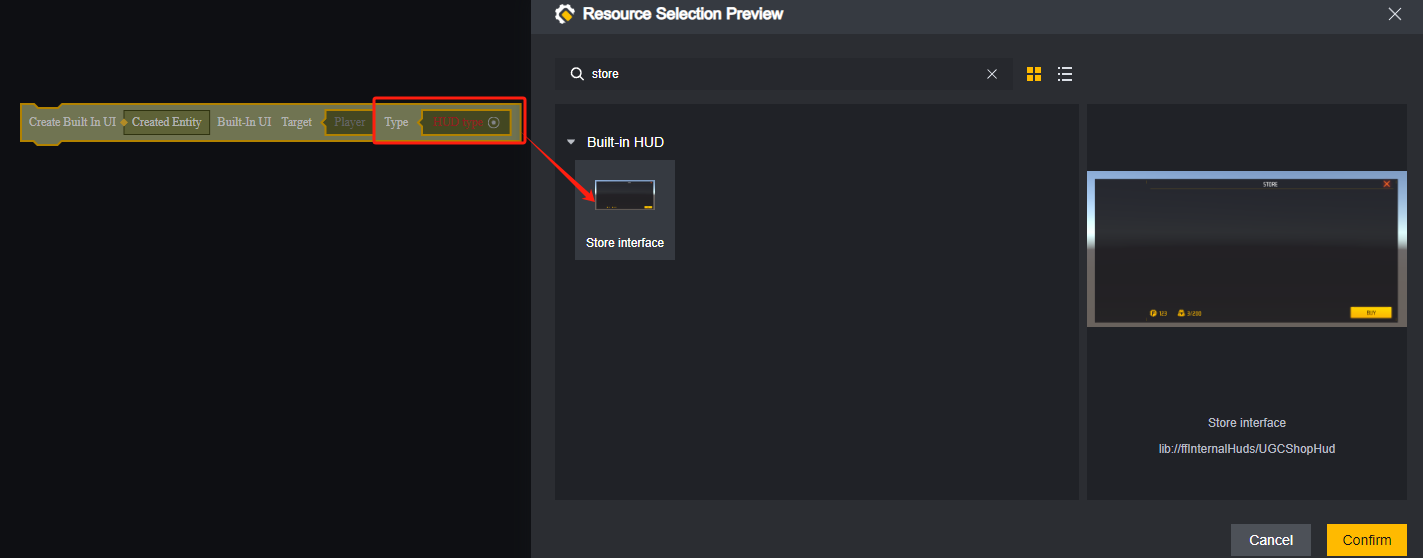 Resource Selection Preview
store
Create Built In UI Created Entity Built-In UI Target Player Type HUD type
Built-in HUD
Store interface
STORE
123 3/200
BUY
Store interface
lib://ffInternalHuds/UGCShopHud
Cancel Confirm